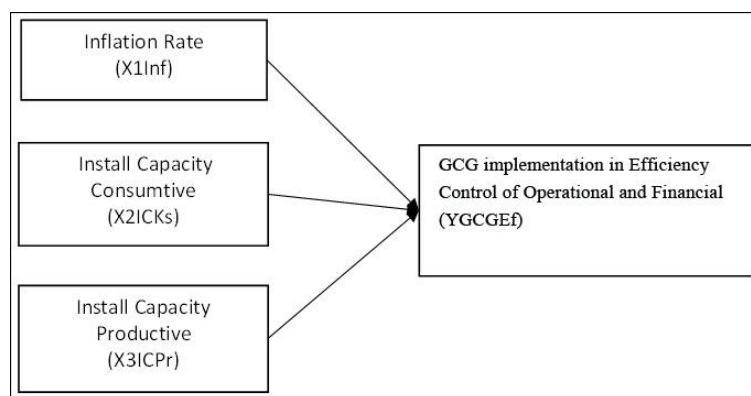 Inflation Rate
(X1Inf)
Install Capacity
Consumtive
(X2ICKs)
Install Capacity
Productive
(X3ICPr)
GCG implementation in Efficiency
Control of Operational and Financial
(YGCGEf)